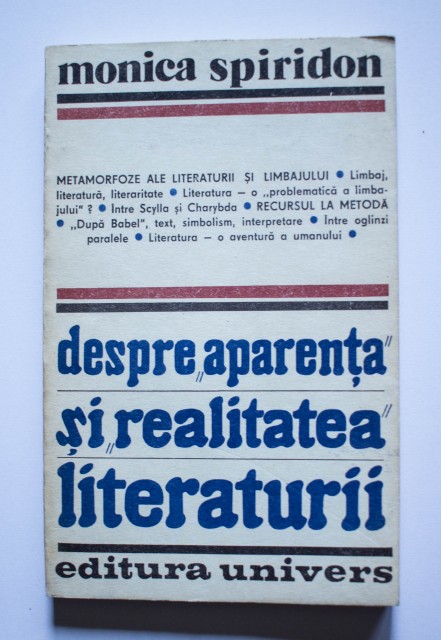 monica spiridon
METAMORFOZE ALE LITERATURII ȘI LIMBAJULUI ● Limbaj,
literatură, literaritate ● Literatura — o „problematică a limba-
jului” ? ● Între Scylla și Charybda ● RECURSUL LA METODĂ
● „După Babel”, text, simbolism, interpretare ● Între oglinzi
paralele ● Literatura — o aventură a umanului ●
despre „aparența”
și „realitatea”
literaturii
editura univers